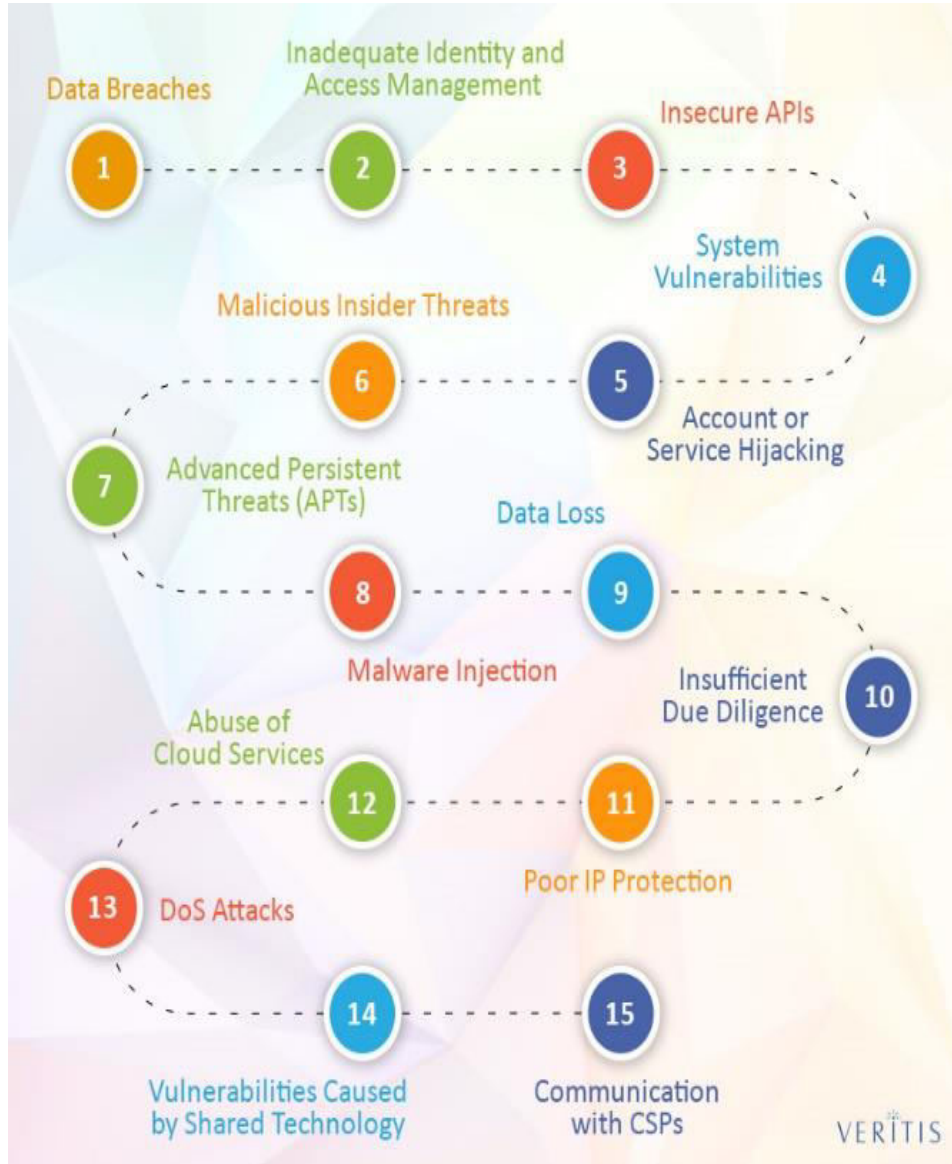 Data Breaches
1
Inadequate Identity and
Access Management
2
Insecure APIs
3
System
Vulnerabilities
4
Account or
Service Hijacking
5
Malicious Insider Threats
6
Advanced Persistent
Threats (APTs)
7
Malware Injection
8
Data Loss
9
Insufficient
Due Diligence
10
Poor IP Protection
11
Abuse of
Cloud Services
12
DoS Attacks
13
Vulnerabilities Caused
by Shared Technology
14
Communication
with CSPs
15
VERITIS